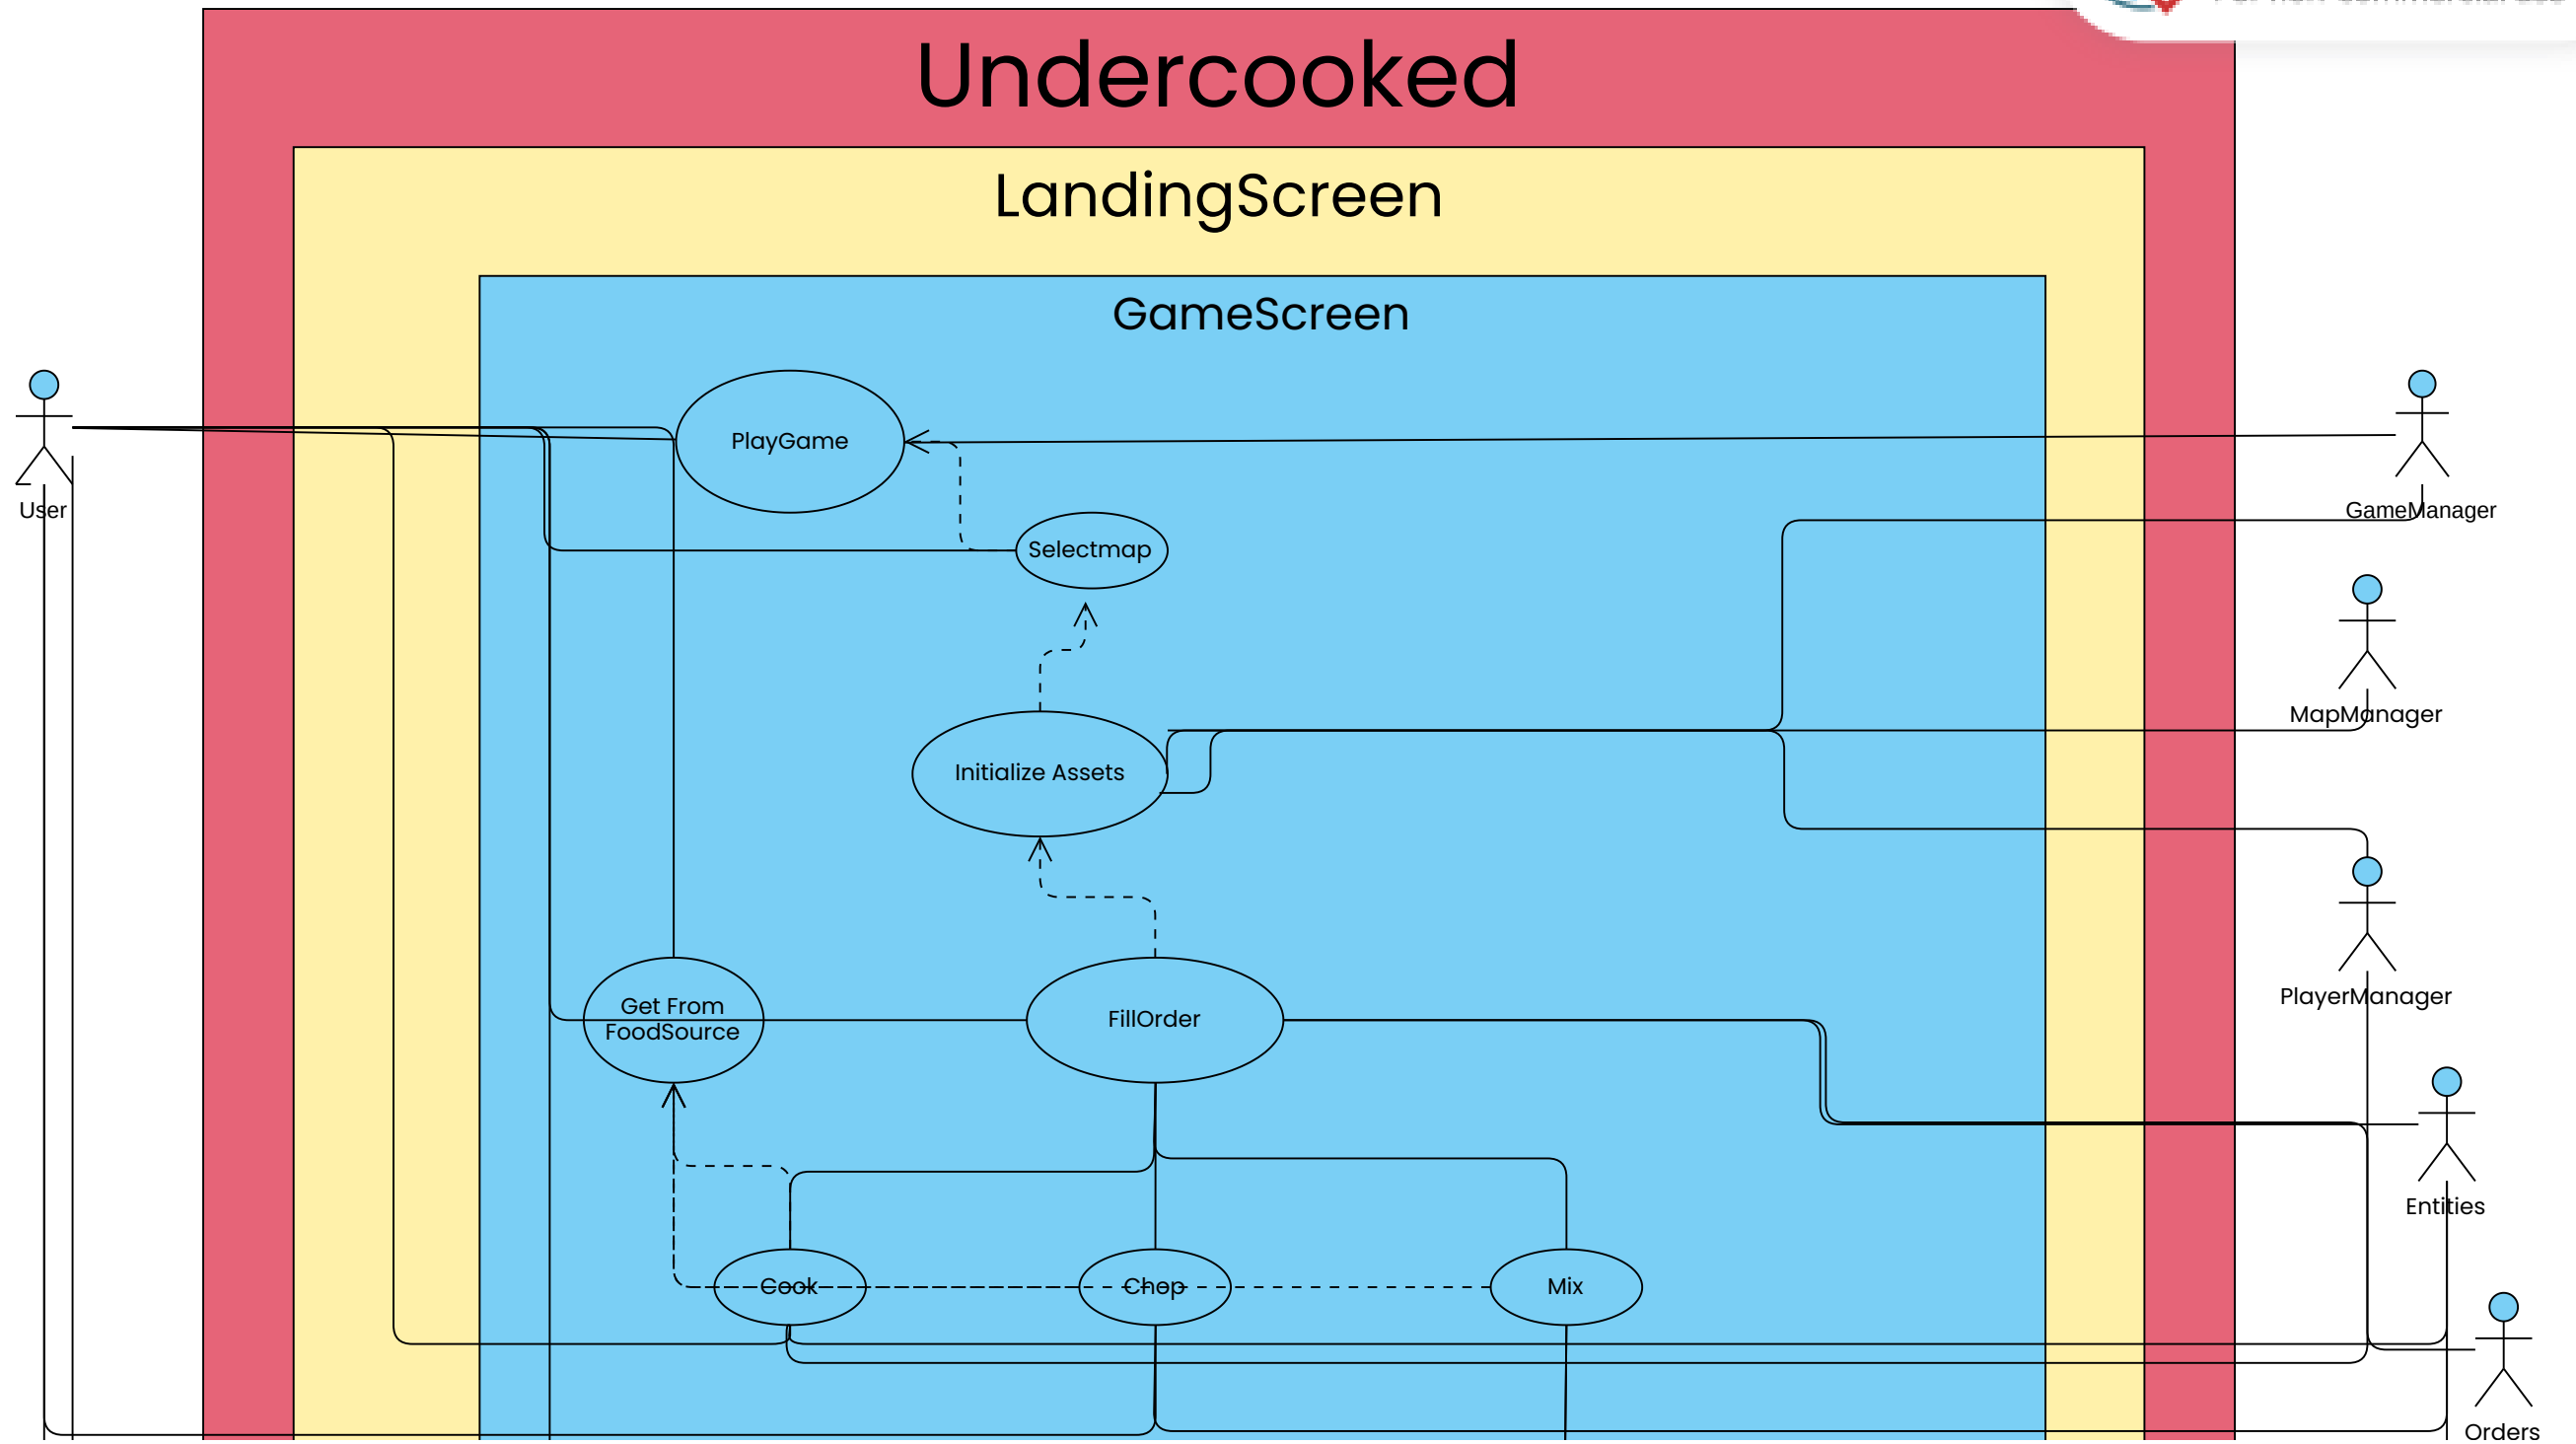 Undercooked
LandingScreen
GameScreen
PlayGame
User
GameManager
Selectmap
MapManager
Initialize Assets
PlayerManager
Get From
FoodSource
FillOrder
Entities
Cook
Chop
Mix
Orders